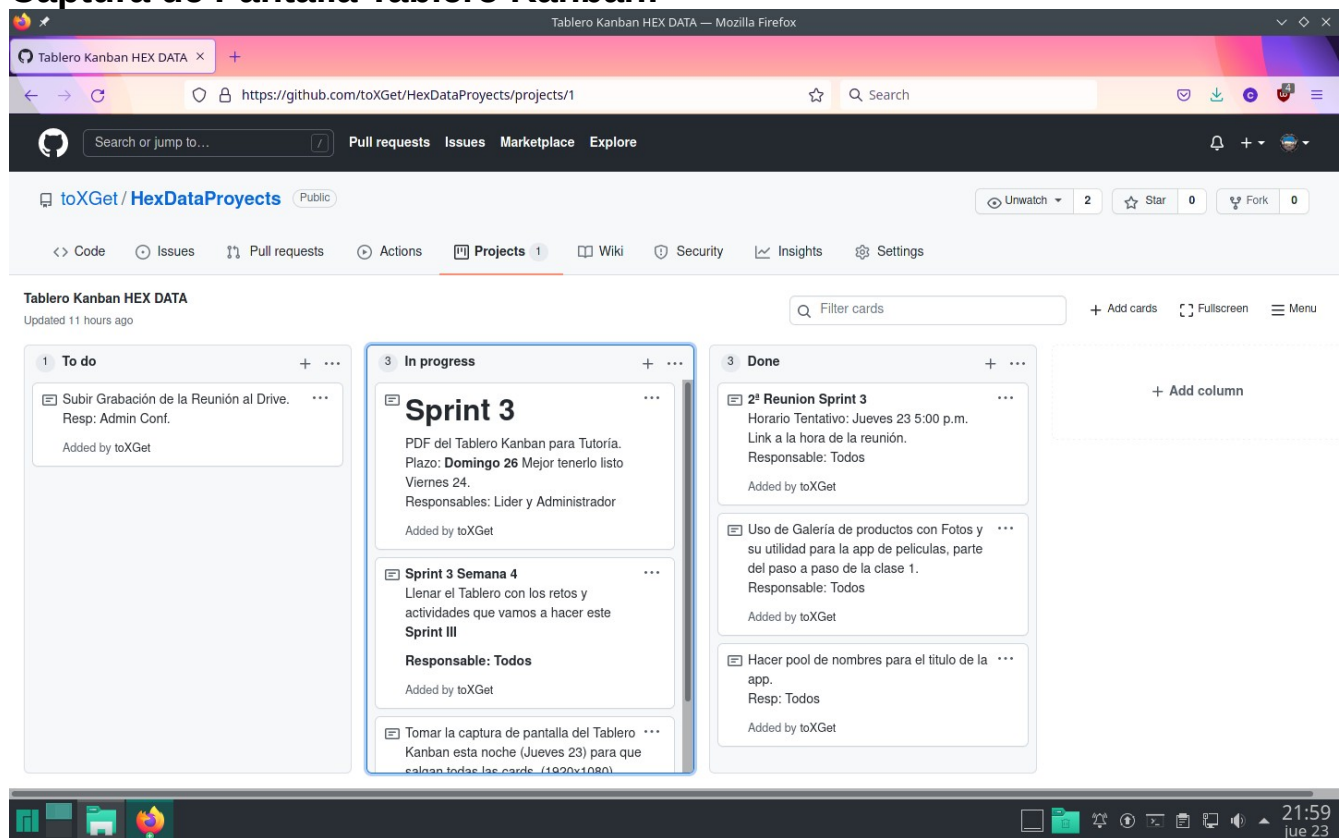 Captura de Pantalla Tablero Kanban:
Tablero Kanban HEX DATA — Mozilla Firefox
Tablero Kanban HEX DATA
https://github.com/toXGet/HexDataProyects/projects/1
Search
4
Search or jump to...
/
Pull requests Issues Marketplace Explore
toXGet / HexDataProyects Public
Unwatch 2 Star 0 Fork 0
Code Issues Pull requests Actions Projects 1 Wiki Security Insights Settings
Tablero Kanban HEX DATA
Updated 11 hours ago
Filter cards
+ Add cards Fullscreen Menu
1 To do + ...
Subir Grabación de la Reunión al Drive. ...
Resp: Admin Conf.
Added by toXGet
3 In progress + ...
Sprint 3 ...
PDF del Tablero Kanban para Tutoría.
Plazo: Domingo 26 Mejor tenerlo listo
Viernes 24.
Responsables: Lider y Administrador
Added by toXGet
Sprint 3 Semana 4 ...
Llenar el Tablero con los retos y
actividades que vamos a hacer este
Sprint III
Responsable: Todos
Added by toXGet
Tomar la captura de pantalla del Tablero ...
Kanban esta noche (Jueves 23) para que
salgan todas las cards. (1920x1080)
3 Done + ...
2ª Reunion Sprint 3 ...
Horario Tentativo: Jueves 23 5:00 p.m.
Link a la hora de la reunión.
Responsable: Todos
Added by toXGet
Uso de Galería de productos con Fotos y ...
su utilidad para la app de peliculas, parte
del paso a paso de la clase 1.
Responsable: Todos
Added by toXGet
Hacer pool de nombres para el titulo de la ...
app.
Resp: Todos
Added by toXGet
+ Add column
21:59
jue 23